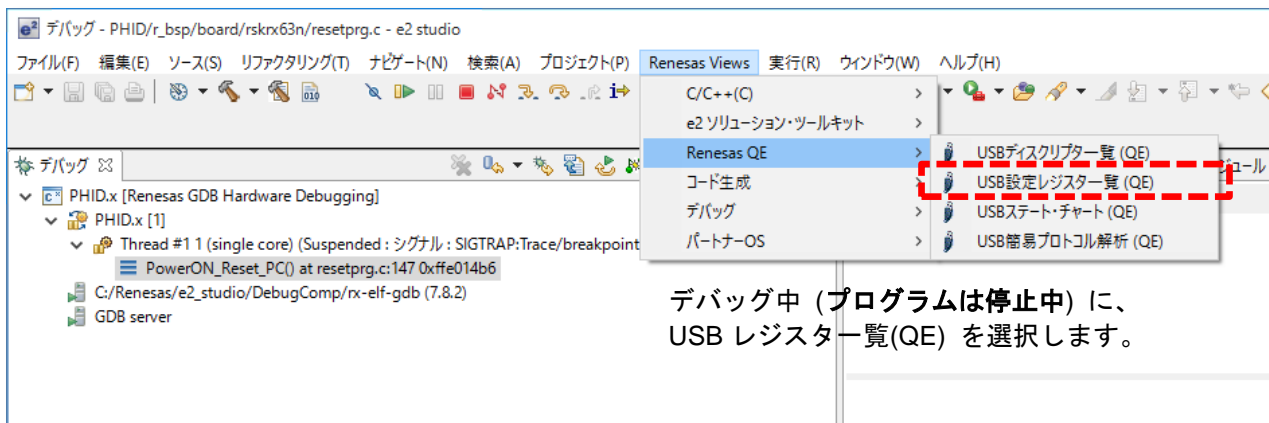 デバッグ - PHID/r_bsp/board/rskrx63n/resetprg.c - e2 studio
ファイル(F) 編集(E) ソース(S) リファクタリング(T) ナビゲート(N) 検索(A) プロジェクト(P) Renesas Views 実行(R) ウィンドウ(W) ヘルプ(H)
C/C++(C)
e2 ソリューション・ツールキット
Renesas QE
コード生成
デバッグ
パートナーOS
USBディスクリプター覧 (QE)
USB設定レジスター覧 (QE)
USBステート・チャート (QE)
USB簡易プロトコル解析 (QE)
ジュール
デバッグ
PHID.x [Renesas GDB Hardware Debugging]
PHID.x [1]
Thread #1 1 (single core) (Suspended : シグナル : SIGTRAP:Trace/breakpoint
PowerON_Reset_PC() at resetprg.c:147 0xffe014b6
C:/Renesas/e2_studio/DebugComp/rx-elf-gdb (7.8.2)
GDB server
デバッグ中 (プログラムは停止中) に、
USB レジスター覧(QE) を選択します。